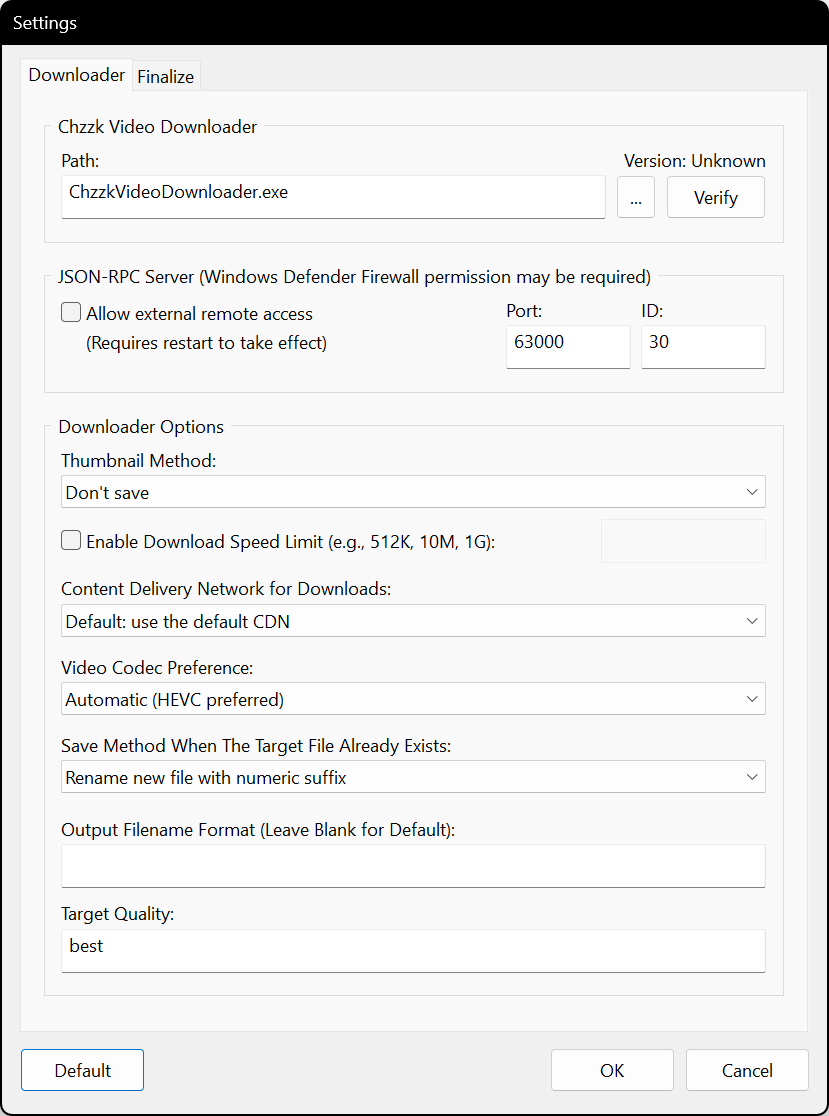 Settings
Downloader
Finalize
Chzzk Video Downloader
Path:
Version: Unknown
ChzzkVideoDownloader.exe
...
Verify
JSON-RPC Server (Windows Defender Firewall permission may be required)
Allow external remote access
(Requires restart to take effect)
Port:
ID:
63000
30
Downloader Options
Thumbnail Method:
Don't save
Enable Download Speed Limit (e.g., 512K, 10M, 1G):
Content Delivery Network for Downloads:
Default: use the default CDN
Video Codec Preference:
Automatic (HEVC preferred)
Save Method When The Target File Already Exists:
Rename new file with numeric suffix
Output Filename Format (Leave Blank for Default):
Target Quality:
best
Default
OK
Cancel